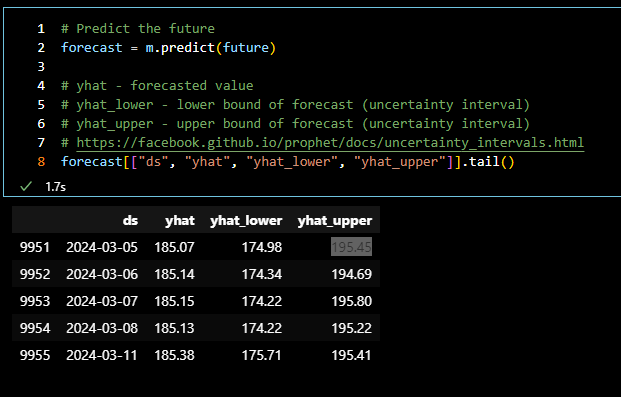 1 # Predict the future
2 forecast = m.predict(future)
3
4 # yhat - forecasted value
5 # yhat_lower - lower bound of forecast (uncertainty interval)
6 # yhat_upper - upper bound of forecast (uncertainty interval)
7 # https://facebook.github.io/prophet/docs/uncertainty_intervals.html
8 forecast[["ds", "yhat", "yhat_lower", "yhat_upper"]].tail()
✓ 1.7s
ds yhat yhat_lower yhat_upper
9951 2024-03-05 185.07 174.98 195.45
9952 2024-03-06 185.14 174.34 194.69
9953 2024-03-07 185.15 174.22 195.80
9954 2024-03-08 185.13 174.22 195.22
9955 2024-03-11 185.38 175.71 195.41